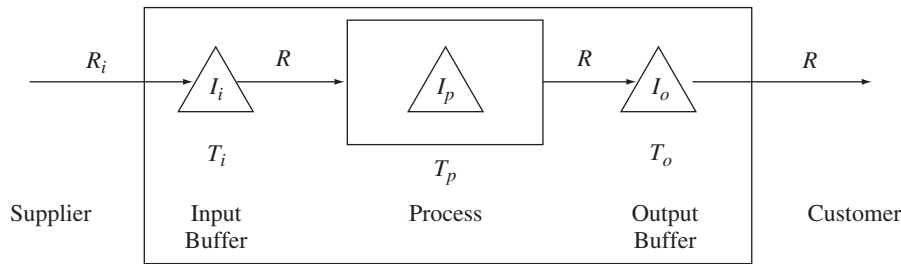 R_i R R R
I_i I_p I_o
T_i T_p T_o
Supplier Input Buffer Process Output Buffer Customer